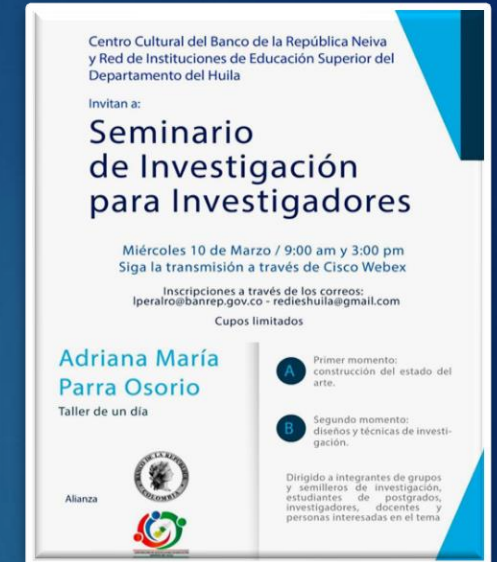 Centro Cultural del Banco de la República Neiva
y Red de Instituciones de Educación Superior del
Departamento del Huila
Invitan a:
Seminario
de Investigación
para Investigadores
Miércoles 10 de Marzo / 9:00 am y 3:00 pm
Siga la transmisión a través de Cisco Webex
Inscripciones a través de los correos:
lperalro@banrep.gov.co - redieshuila@gmail.com
Cupos limitados
Adriana María
Parra Osorio
Taller de un día
Alianza
BANCO DE LA REPUBLICA
COLOMBIA
A
Primer momento:
construcción del estado del
arte.
B
Segundo momento:
diseños y técnicas de investi-
gación.
Dirigido a integrantes de grupos
y semilleros de investigación,
estudiantes de postgrados,
investigadores, docentes y
personas interesadas en el tema